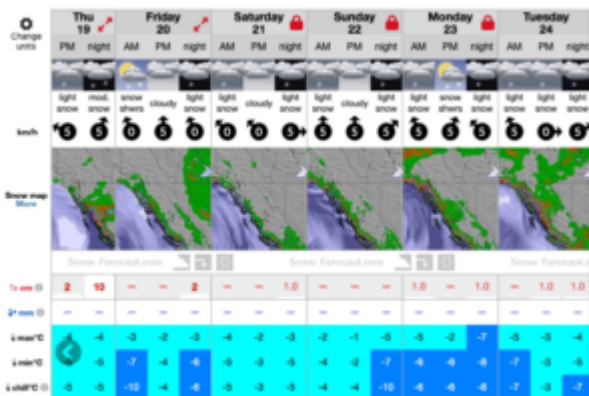 Change units
Thu 19 Friday 20 Saturday 21 Sunday 22 Monday 23 Tuesday 24
PM night AM PM night AM PM night AM PM night AM PM night AM PM night
light snow mod. snow snow shwrs cloudy light snow light snow cloudy light snow light snow cloudy light snow light snow snow shwrs light snow light snow light snow light snow
km/h 5 5 0 5 0 0 0 5 5 5 5 5 5 5 5 0 5
Snow map
More
Snow-Forecast.com Snow-Forecast.com
cm 2 10 — — 2 — — 1.0 — — — 1.0 — 1.0 — 1.0 1.0
mm — — — — — — — — — — — — — — — — —
max°C -4 -3 -2 -3 -4 -2 -3 -2 -1 -5 -5 -2 -7 -5 -3 -4
min°C -5 -7 -4 -6 -5 -3 -5 -4 -2 -7 -6 -6 -8 -7 -3 -5
chill°C -5 -5 -10 -4 -6 -5 -3 -5 -4 -4 -10 -6 -6 -8 -7 -3 -7